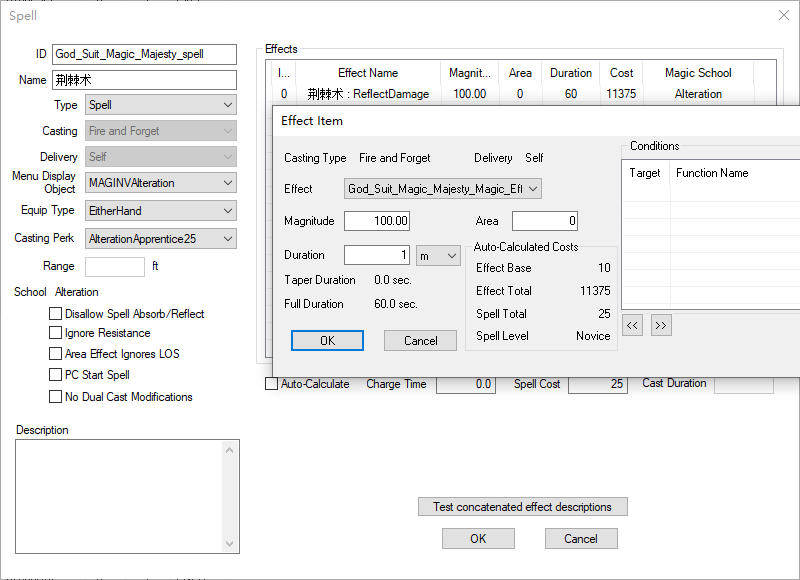 Spell
ID God_Suit_Magic_Majesty_spell
Name 荆棘术
Type Spell
Casting Fire and Forget
Delivery Self
Menu Display Object MAGINVAlteration
Equip Type EitherHand
Casting Perk AlterationApprentice25
Range ft
School Alteration
Disallow Spell Absorb/Reflect
Ignore Resistance
Area Effect Ignores LOS
PC Start Spell
No Dual Cast Modifications
Description
Effects
I... Effect Name Magnit... Area Duration Cost Magic School
0 荆棘术 : ReflectDamage 100.00 0 60 11375 Alteration
Effect Item
Casting Type Fire and Forget Delivery Self
Effect God_Suit_Magic_Majesty_Magic_Eff
Magnitude 100.00 Area 0
Duration 1 m
Taper Duration 0.0 sec.
Full Duration 60.0 sec.
Auto-Calculated Costs
Effect Base 10
Effect Total 11375
Spell Total 25
Spell Level Novice
OK Cancel
Conditions
Target Function Name
<< >>
Auto-Calculate Charge Time 0.0 Spell Cost 25 Cast Duration
Test concatenated effect descriptions
OK Cancel